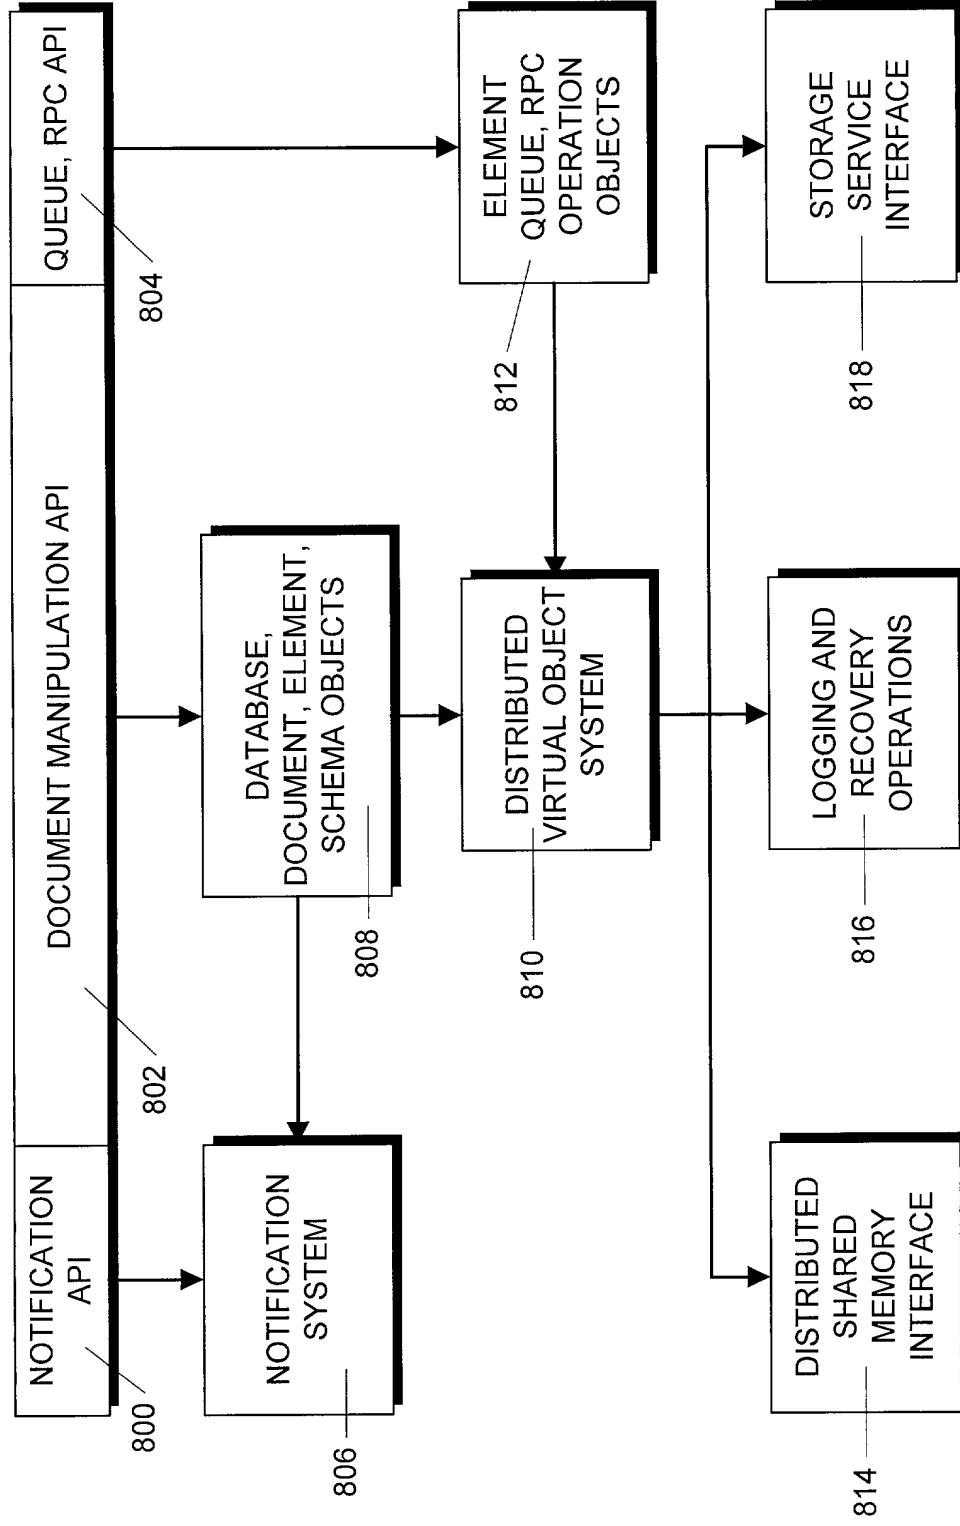 NOTIFICATION
API
DOCUMENT MANIPULATION API
QUEUE, RPC API
800
802
804
NOTIFICATION
SYSTEM
806
DATABASE,
DOCUMENT, ELEMENT,
SCHEMA OBJECTS
808
DISTRIBUTED
VIRTUAL OBJECT
SYSTEM
810
ELEMENT
QUEUE, RPC
OPERATION
OBJECTS
812
DISTRIBUTED
SHARED
MEMORY
INTERFACE
814
LOGGING AND
RECOVERY
OPERATIONS
816
STORAGE
SERVICE
INTERFACE
818